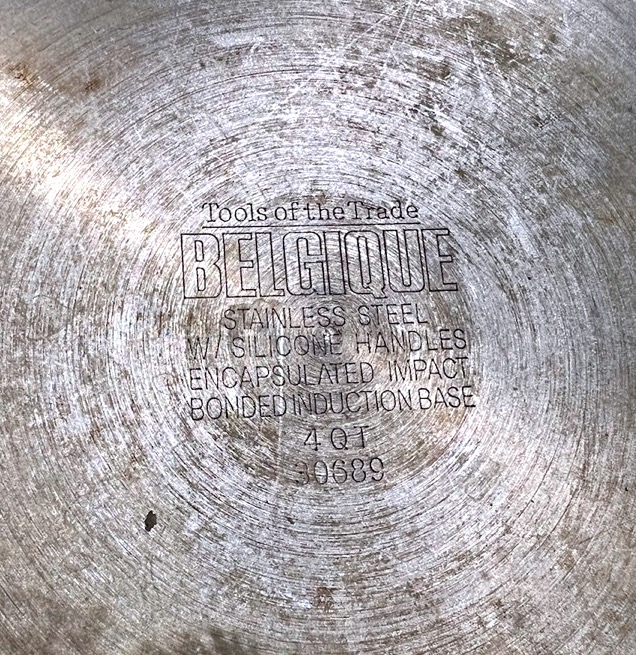 Tools of the Trade
BELGIQUE
STAINLESS STEEL
W/ SILICONE HANDLES
ENCAPSULATED IMPACT
BONDED INDUCTION BASE
4 QT
30689